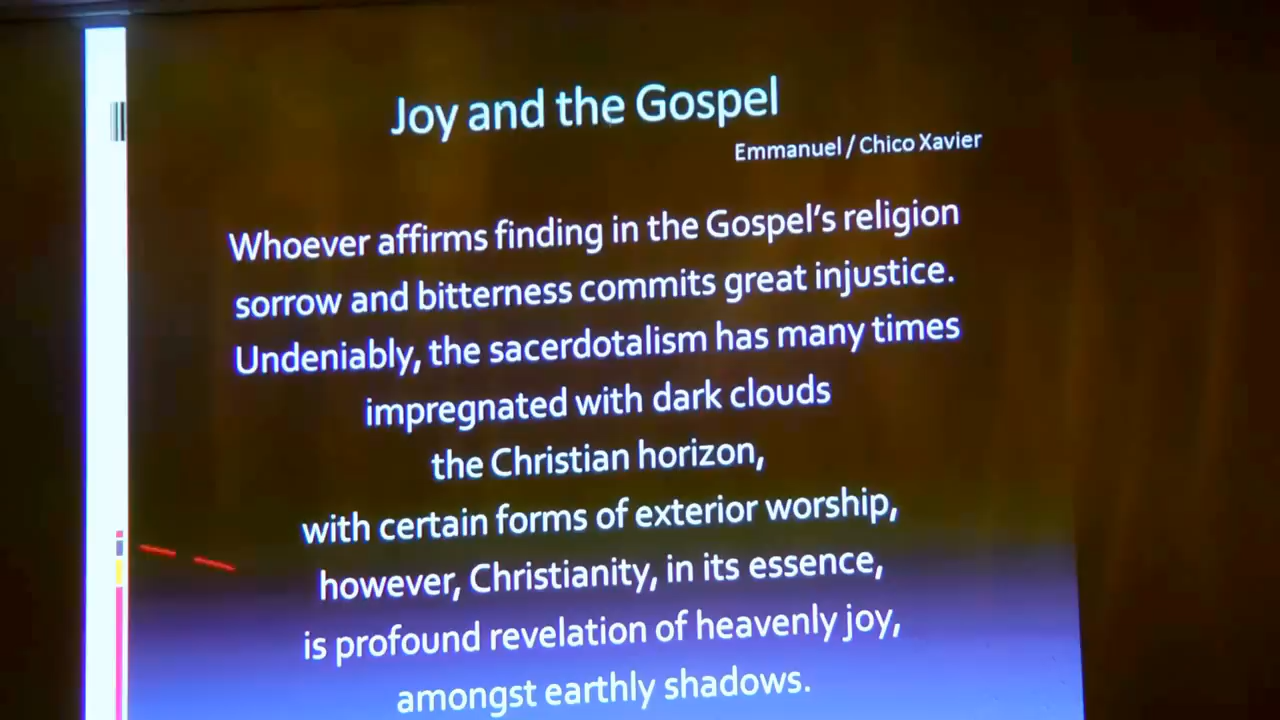 Joy and the Gospel
Emmanuel / Chico Xavier
Whoever affirms finding in the Gospel's religion
sorrow and bitterness commits great injustice.
Undeniably, the sacerdotalism has many times
impregnated with dark clouds
the Christian horizon,
with certain forms of exterior worship,
however, Christianity, in its essence,
is profound revelation of heavenly joy,
amongst earthly shadows.